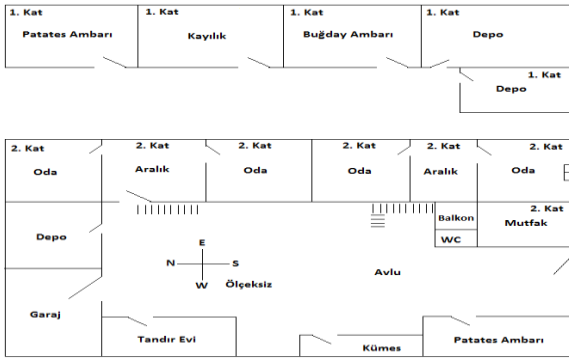 1. Kat
Patates Ambarı
1. Kat
Kayılık
1. Kat
Buğday Ambarı
1. Kat
Depo
1. Kat
Depo
2. Kat
Oda
2. Kat
Aralık
2. Kat
Oda
2. Kat
Oda
2. Kat
Aralık
2. Kat
Oda
2. Kat
Mutfak
Balkon
WC
Depo
E
N
S
W
Ölçeksiz
Avlu
Garaj
Tandır Evi
Kümes
Patates Ambarı